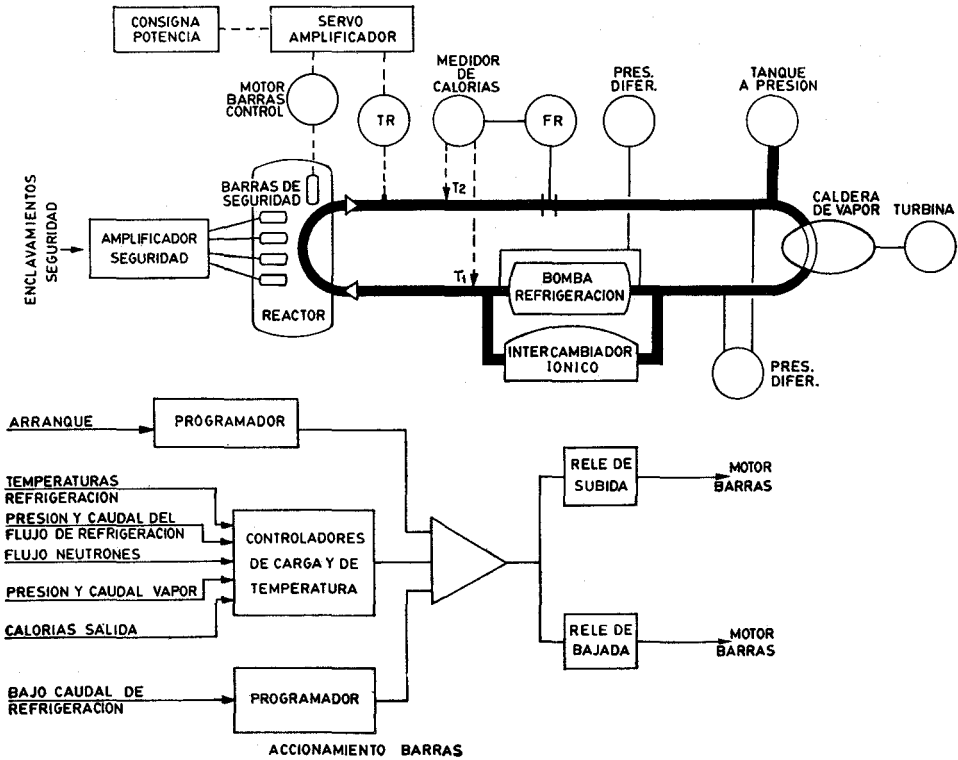 CONSIGNA
POTENCIA
SERVO
AMPLIFICADOR
MOTOR
BARRAS
CONTROL
TR
MEDIDOR
DE
CALORIAS
FR
PRES.
DIFER.
TANQUE
A PRESION
ENCLAVAMIENTOS
SEGURIDAD
AMPLIFICADOR
SEGURIDAD
BARRAS DE
SEGURIDAD
REACTOR
T2
T1
BOMBA
REFRIGERACION
INTERCAMBIADOR
IONICO
CALDERA
DE VAPOR
TURBINA
PRES.
DIFER.
ARRANQUE
PROGRAMADOR
TEMPERATURAS
REFRIGERACION
PRESION Y CAUDAL DEL
FLUJO DE REFRIGERACIÓN
FLUJO NEUTRONES
PRESION Y CAUDAL VAPOR
CALORIAS SALIDA
CONTROLADORES
DE CARGA Y DE
TEMPERATURA
BAJO CAUDAL DE
REFRIGERACION
PROGRAMADOR
RELE DE
SUBIDA
MOTOR
BARRAS
RELE DE
BAJADA
MOTOR
BARRAS
ACCIONAMIENTO BARRAS